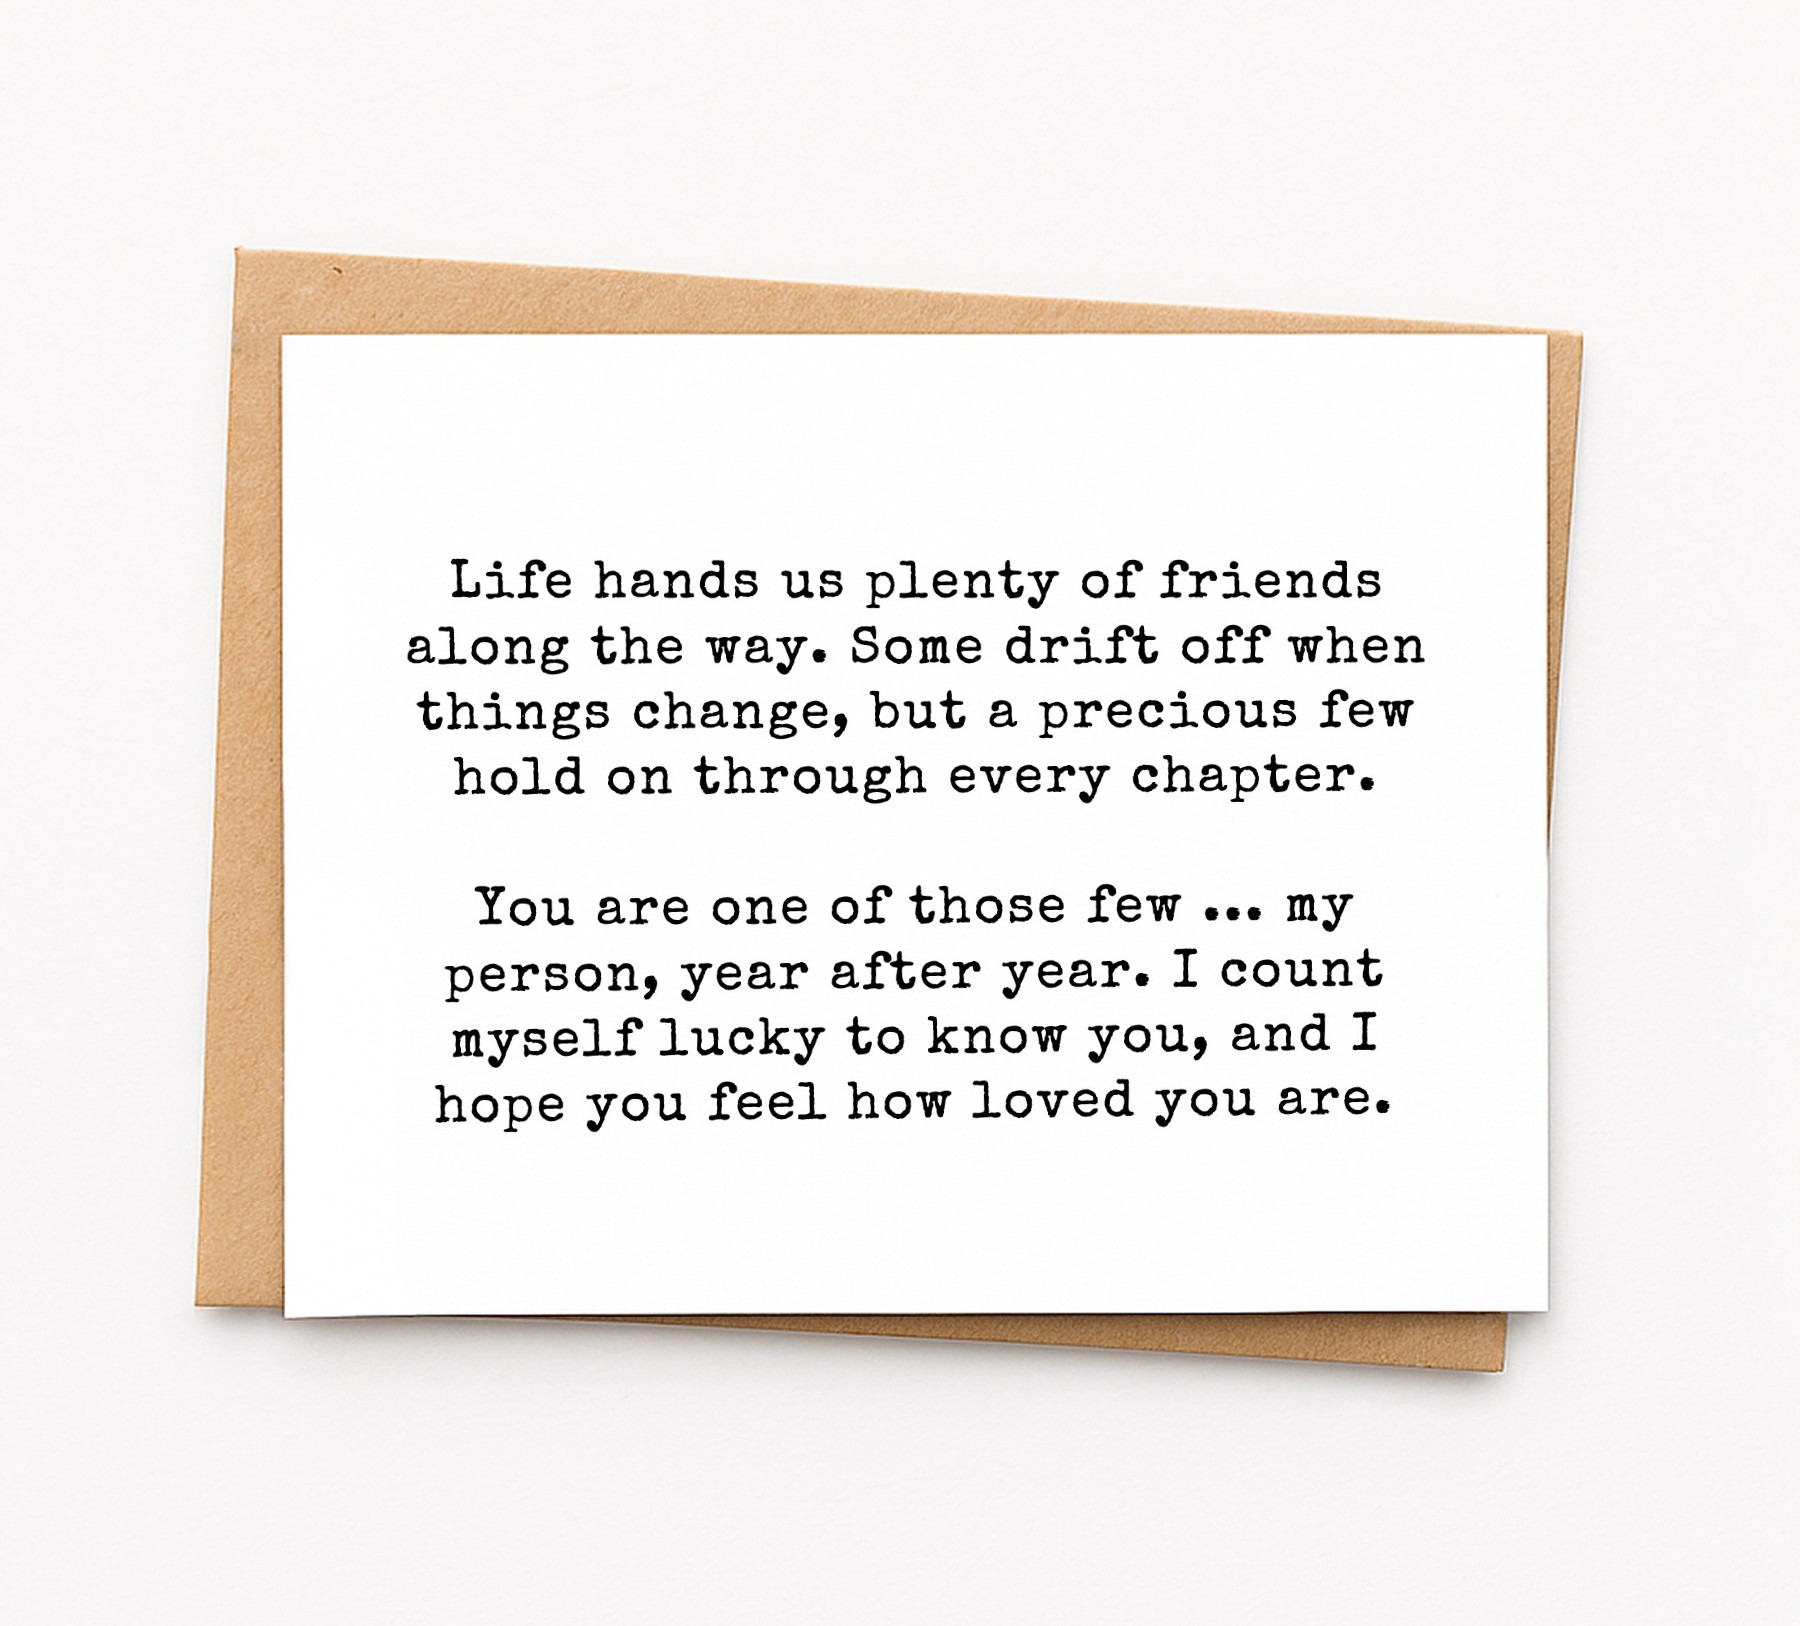 Life hands us plenty of friends
along the way. Some drift off when
things change, but a precious few
hold on through every chapter.
You are one of those few ... my
person, year after year. I count
myself lucky to know you, and I
hope you feel how loved you are.